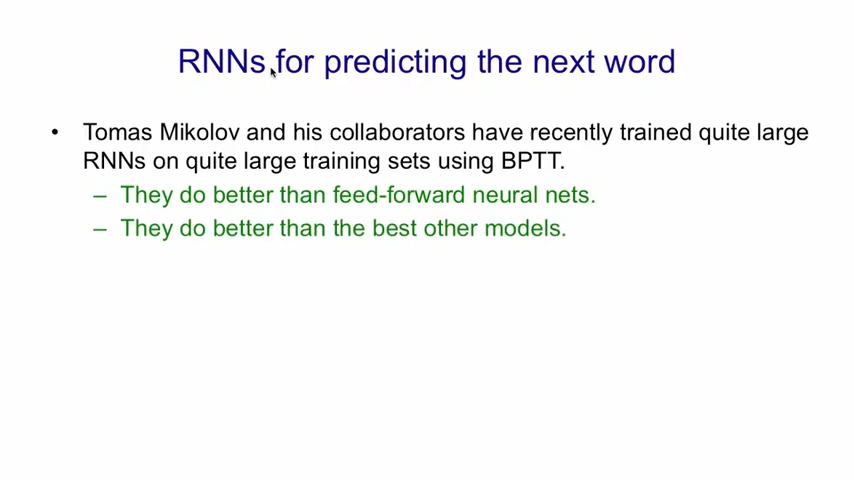 RNNs for predicting the next word
• Tomas Mikolov and his collaborators have recently trained quite large
RNNs on quite large training sets using BPTT.
– They do better than feed-forward neural nets.
– They do better than the best other models.